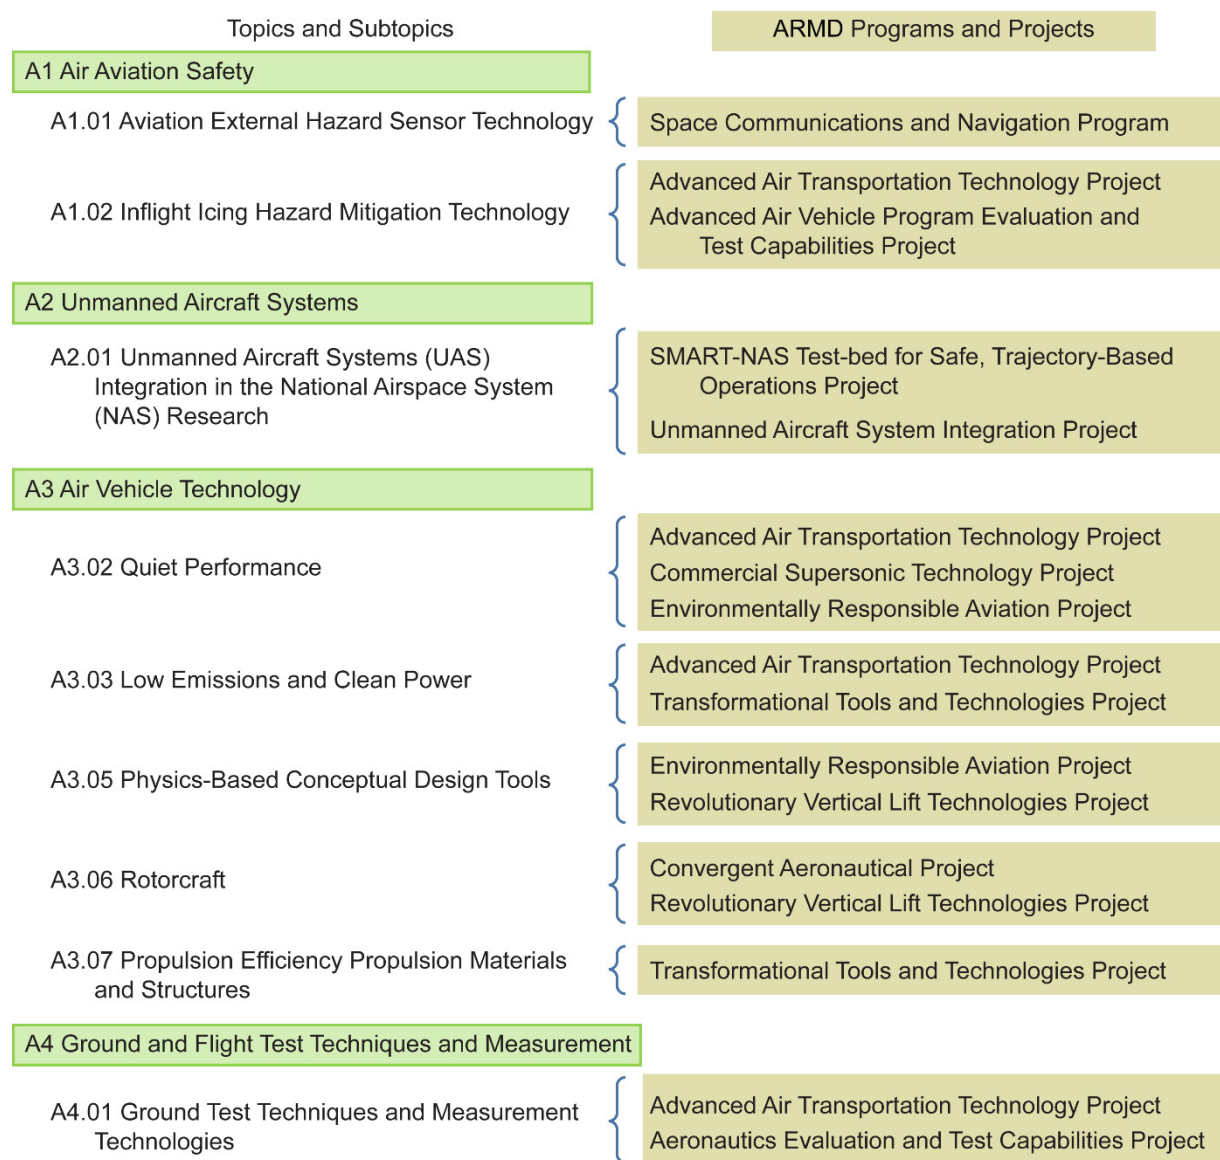 Topics and Subtopics
ARMD Programs and Projects
A1 Air Aviation Safety
A1.01 Aviation External Hazard Sensor Technology
Space Communications and Navigation Program
A1.02 Inflight Icing Hazard Mitigation Technology
Advanced Air Transportation Technology Project
Advanced Air Vehicle Program Evaluation and
Test Capabilities Project
A2 Unmanned Aircraft Systems
A2.01 Unmanned Aircraft Systems (UAS)
Integration in the National Airspace System
(NAS) Research
SMART-NAS Test-bed for Safe, Trajectory-Based
Operations Project
Unmanned Aircraft System Integration Project
A3 Air Vehicle Technology
A3.02 Quiet Performance
Advanced Air Transportation Technology Project
Commercial Supersonic Technology Project
Environmentally Responsible Aviation Project
A3.03 Low Emissions and Clean Power
Advanced Air Transportation Technology Project
Transformational Tools and Technologies Project
A3.05 Physics-Based Conceptual Design Tools
Environmentally Responsible Aviation Project
Revolutionary Vertical Lift Technologies Project
A3.06 Rotorcraft
Convergent Aeronautical Project
Revolutionary Vertical Lift Technologies Project
A3.07 Propulsion Efficiency Propulsion Materials
and Structures
Transformational Tools and Technologies Project
A4 Ground and Flight Test Techniques and Measurement
A4.01 Ground Test Techniques and Measurement
Technologies
Advanced Air Transportation Technology Project
Aeronautics Evaluation and Test Capabilities Project